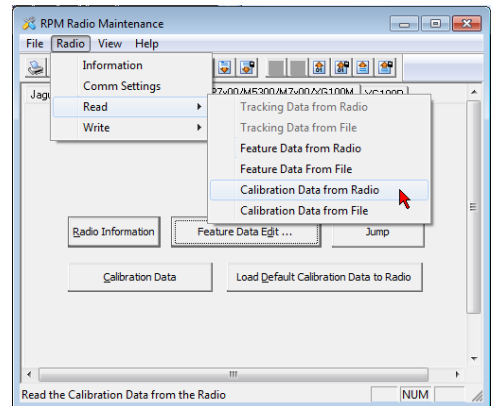 RPM Radio Maintenance
File Radio View Help
Information
Comm Settings
Read
Write
Tracking Data from Radio
Tracking Data from File
Feature Data from Radio
Feature Data From File
Calibration Data from Radio
Calibration Data from File
Radio Information
Feature Data Edit ...
Jump
Calibration Data
Load Default Calibration Data to Radio
Read the Calibration Data from the Radio
NUM